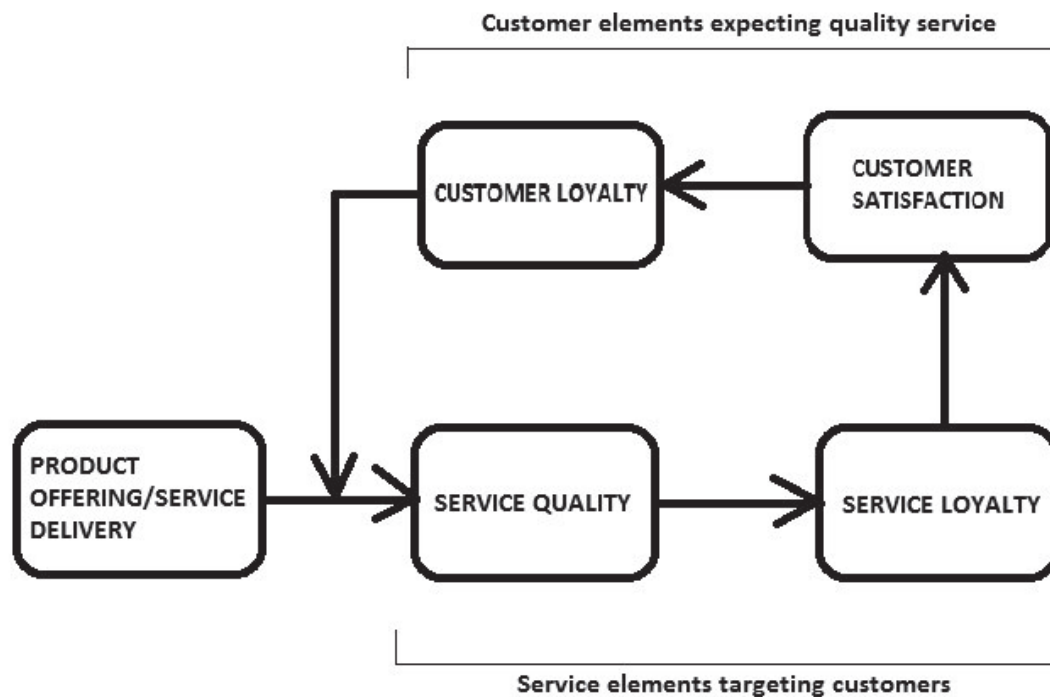 Customer elements expecting quality service
CUSTOMER LOYALTY
CUSTOMER
SATISFACTION
PRODUCT
OFFERING/SERVICE
DELIVERY
SERVICE QUALITY
SERVICE LOYALTY
Service elements targeting customers